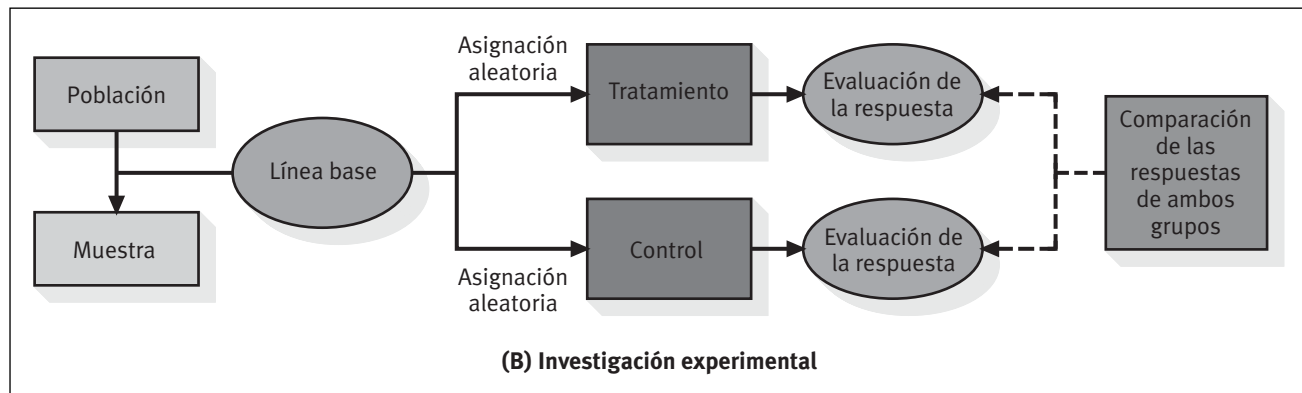 Población
Muestra
Línea base
Asignación
aleatoria
Tratamiento
Evaluación de
la respuesta
Asignación
aleatoria
Control
Evaluación de
la respuesta
Comparación
de las
respuestas
de ambos
grupos
(B) Investigación experimental